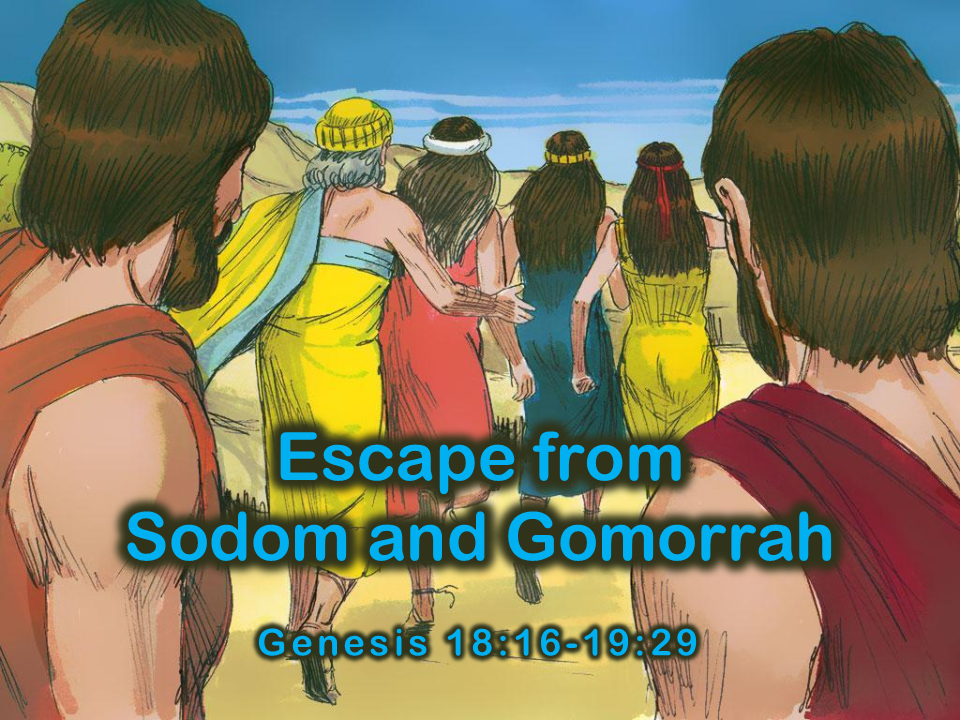 Escape from
Sodom and Gomorrah
Genesis 18:16-19:29